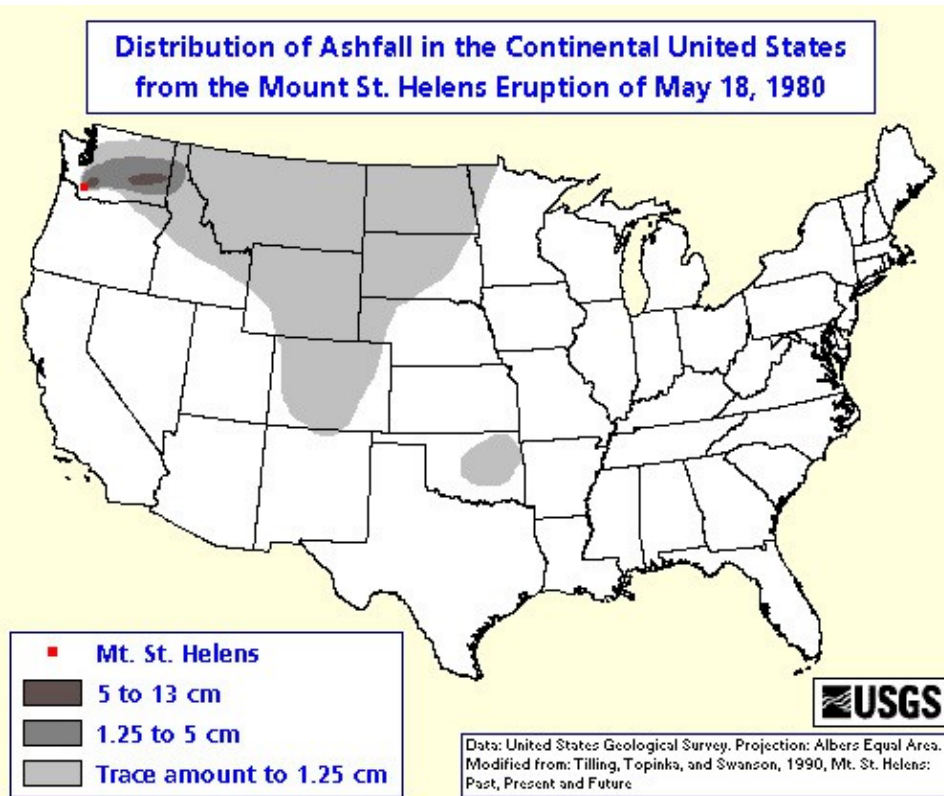 Distribution of Ashfall in the Continental United States
from the Mount St. Helens Eruption of May 18, 1980
Mt. St. Helens
5 to 13 cm
1.25 to 5 cm
Trace amount to 1.25 cm
USGS
Data: United States Geological Survey. Projection: Albers Equal Area.
Modified from: Tilling, Topinka, and Swanson, 1990, Mt. St. Helens:
Past, Present and Future